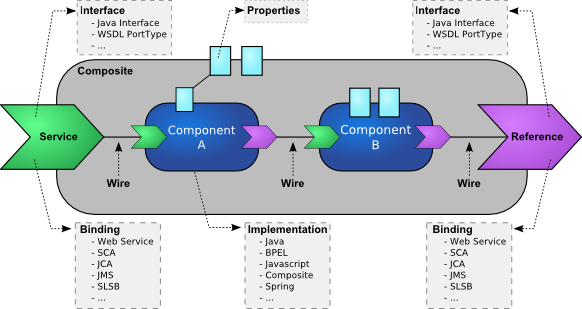 Interface
- Java Interface
- WSDL PortType
- ...
Properties
Interface
- Java Interface
- WSDL PortType
- ...
Composite
Service
Component
A
Component
B
Reference
Wire
Wire
Wire
Binding
- Web Service
- SCA
- JCA
- JMS
- SLSB
- ...
Implementation
- Java
- BPEL
- Javascript
- Composite
- Spring
- ...
Binding
- Web Service
- SCA
- JCA
- JMS
- SLSB
- ...